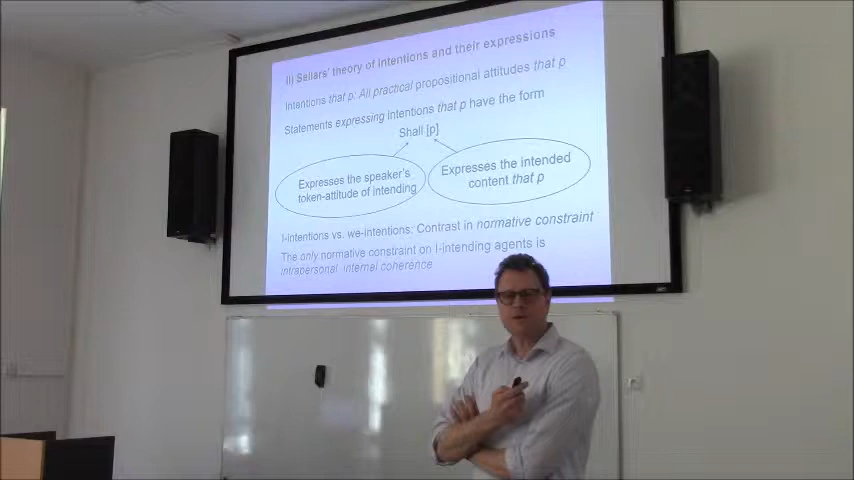 ii) Sellars' theory of intentions and their expressions
Intentions that p: All practical propositional attitudes that p
Statements expressing intentions that p have the form
Shall [p]
Expresses the speaker's
token-attitude of intending
Expresses the intended
content that p
I-intentions vs. we-intentions: Contrast in normative constraint
The only normative constraint on I-intending agents is
intrapersonal internal coherence